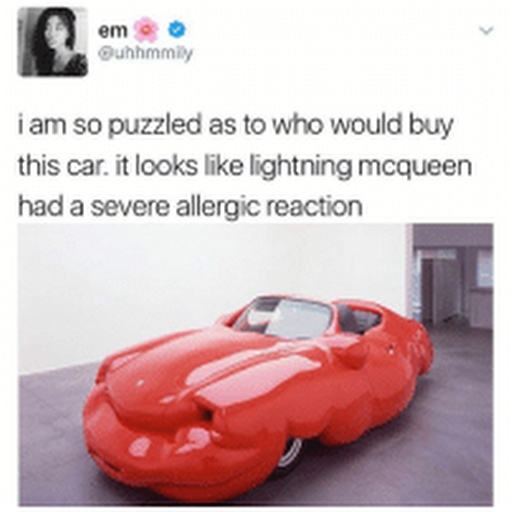 em 🌸
@uhhmmily
i am so puzzled as to who would buy
this car. it looks like lightning mcqueen
had a severe allergic reaction